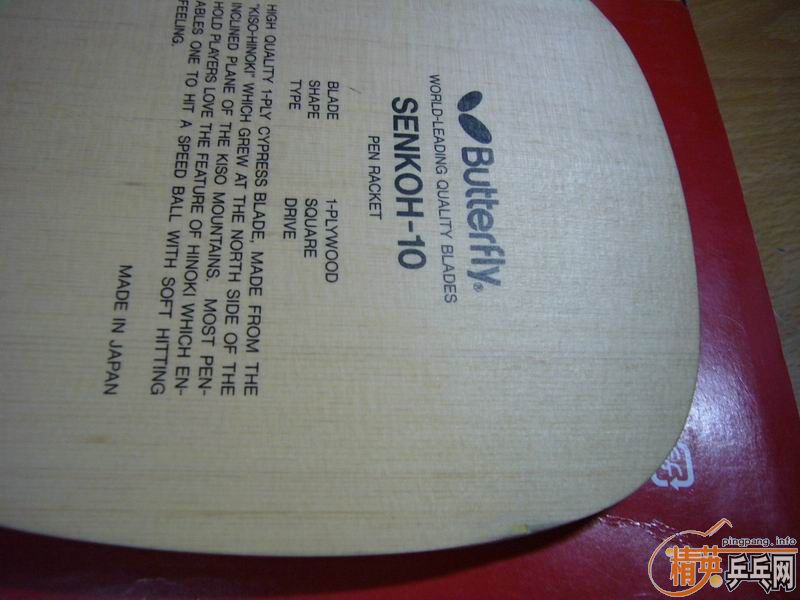 Butterfly®
WORLD-LEADING QUALITY BLADES
SENKOH-10
PEN RACKET
BLADE 1-PLYWOOD
SHAPE SQUARE
TYPE DRIVE
HIGH QUALITY 1-PLY CYPRESS BLADE, MADE FROM THE
"KISO-HINOKI" WHICH GREW AT THE NORTH SIDE OF THE
INCLINED PLANE OF THE KISO MOUNTAINS. MOST PEN-
HOLD PLAYERS LOVE THE FEATURE OF HINOKI WHICH EN-
ABLES ONE TO HIT A SPEED BALL WITH SOFT HITTING
FEELING.
MADE IN JAPAN
pingpang.info
精英乒乓网